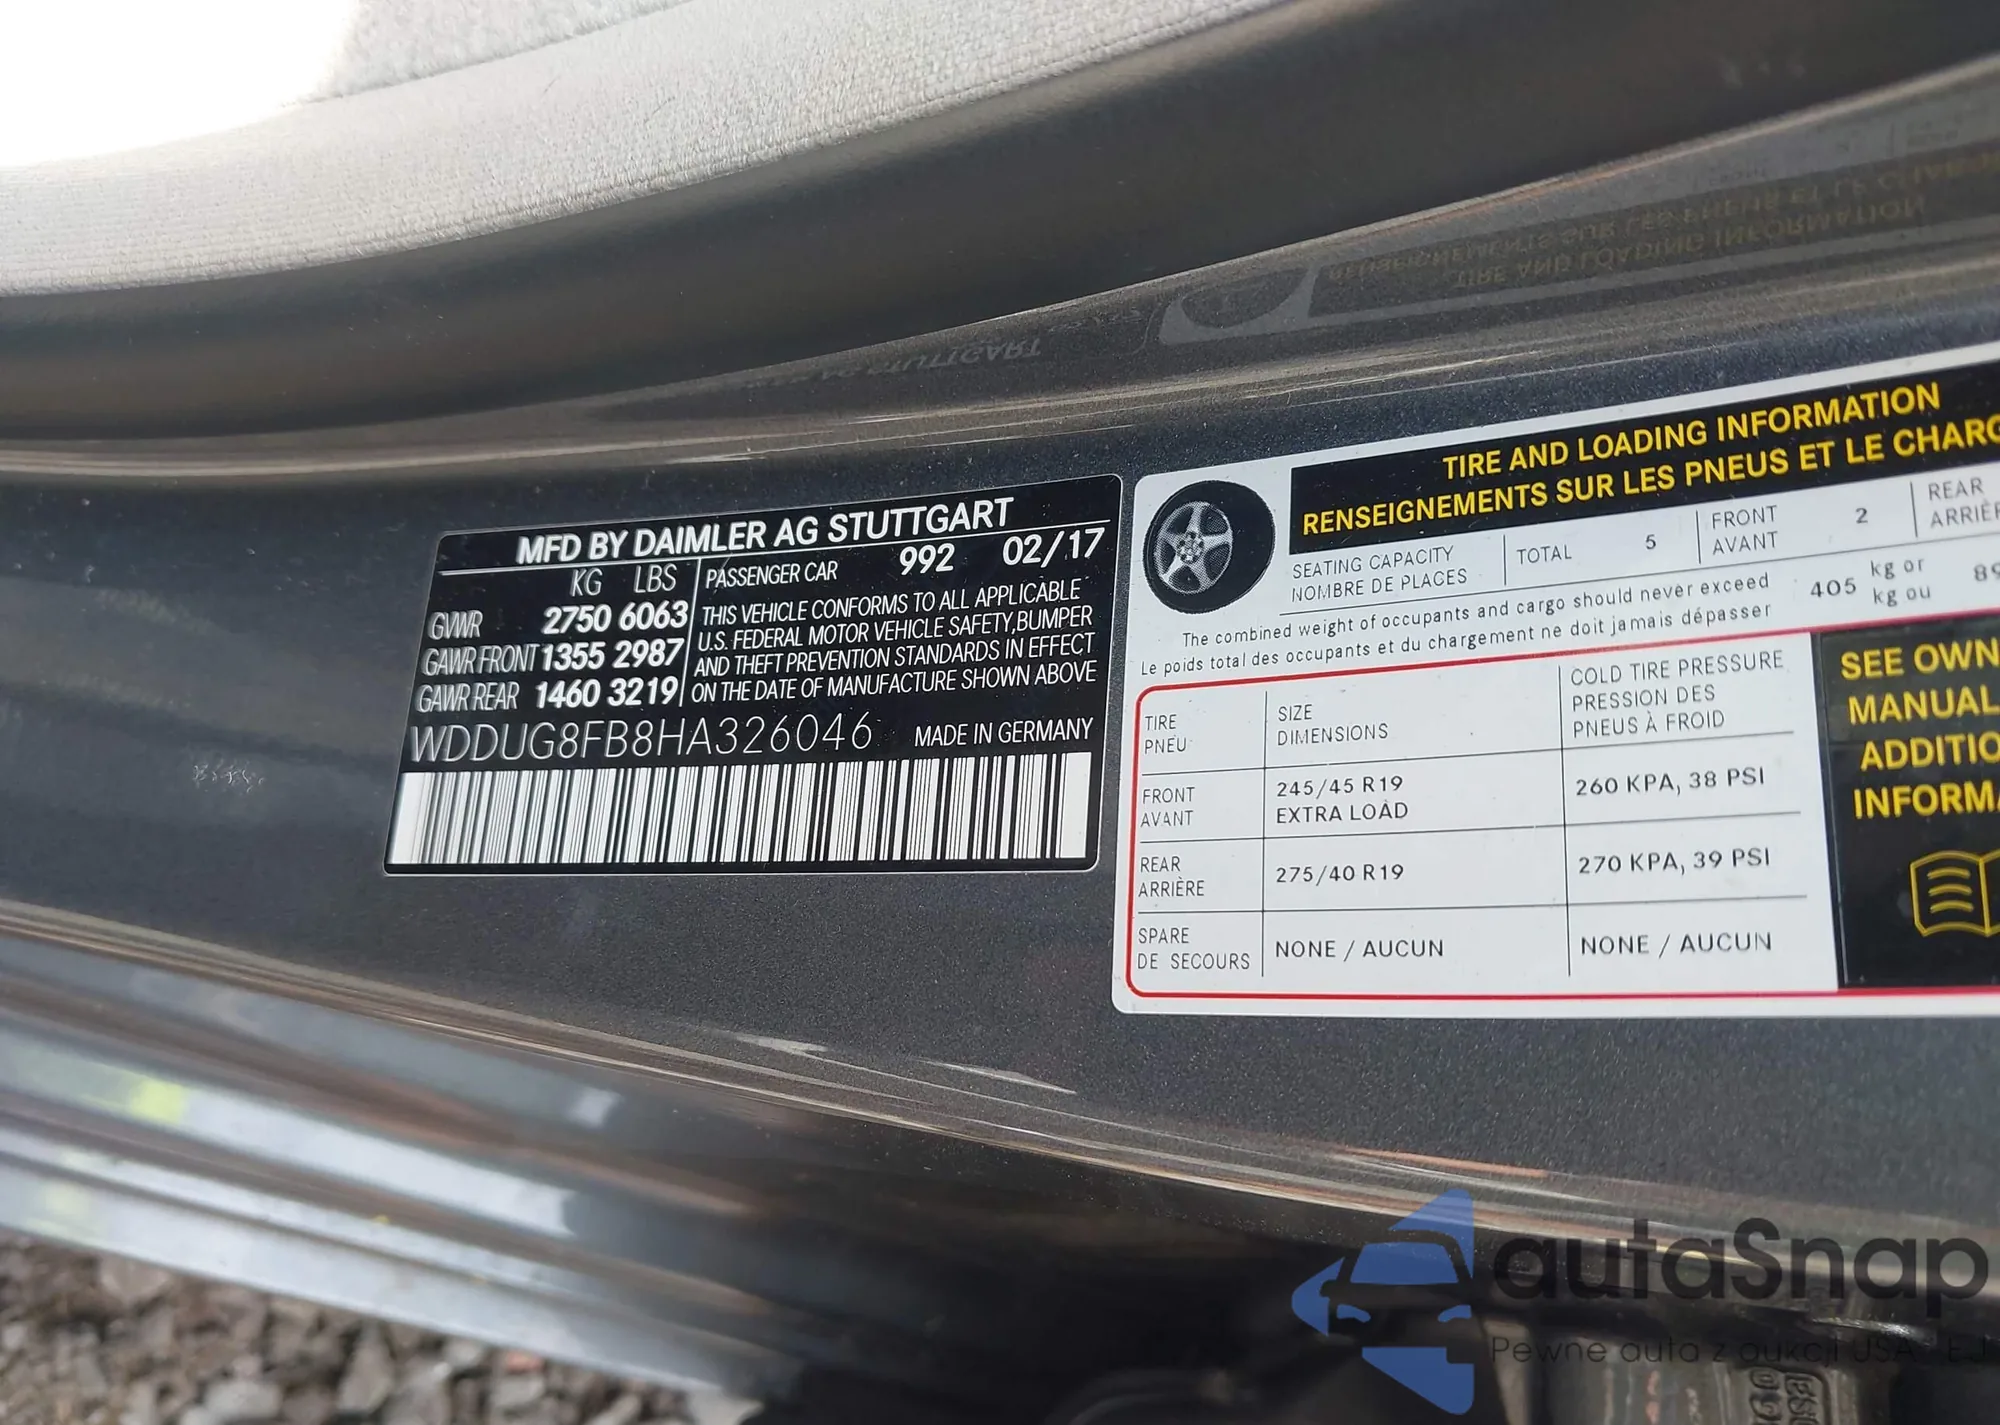 MFD BY DAIMLER AG STUTTGART
KG LBS PASSENGER CAR 992 02/17
GVWR 2750 6063
GAWR FRONT 1355 2987
GAWR REAR 1460 3219
THIS VEHICLE CONFORMS TO ALL APPLICABLE
U.S. FEDERAL MOTOR VEHICLE SAFETY,BUMPER
AND THEFT PREVENTION STANDARDS IN EFFECT
ON THE DATE OF MANUFACTURE SHOWN ABOVE
WDDUG8FB8HA326046 MADE IN GERMANY
TIRE AND LOADING INFORMATION
RENSEIGNEMENTS SUR LES PNEUS ET LE CHARG
SEATING CAPACITY
NOMBRE DE PLACES
TOTAL 5
FRONT
AVANT
2
REAR
ARRIÈR
The combined weight of occupants and cargo should never exceed
Le poids total des occupants et du chargement ne doit jamais dépasser
405
kg or
kg ou
89
TIRE
PNEU
SIZE
DIMENSIONS
COLD TIRE PRESSURE
PRESSION DES
PNEUS À FROID
FRONT
AVANT
245/45 R19
EXTRA LOAD
260 KPA, 38 PSI
REAR
ARRIÈRE
275/40 R19
270 KPA, 39 PSI
SPARE
DE SECOURS
NONE / AUCUN
NONE / AUCUN
SEE OWN
MANUAL
ADDITIO
INFORMA
autaSnap
Pewne auta z aukcji USA